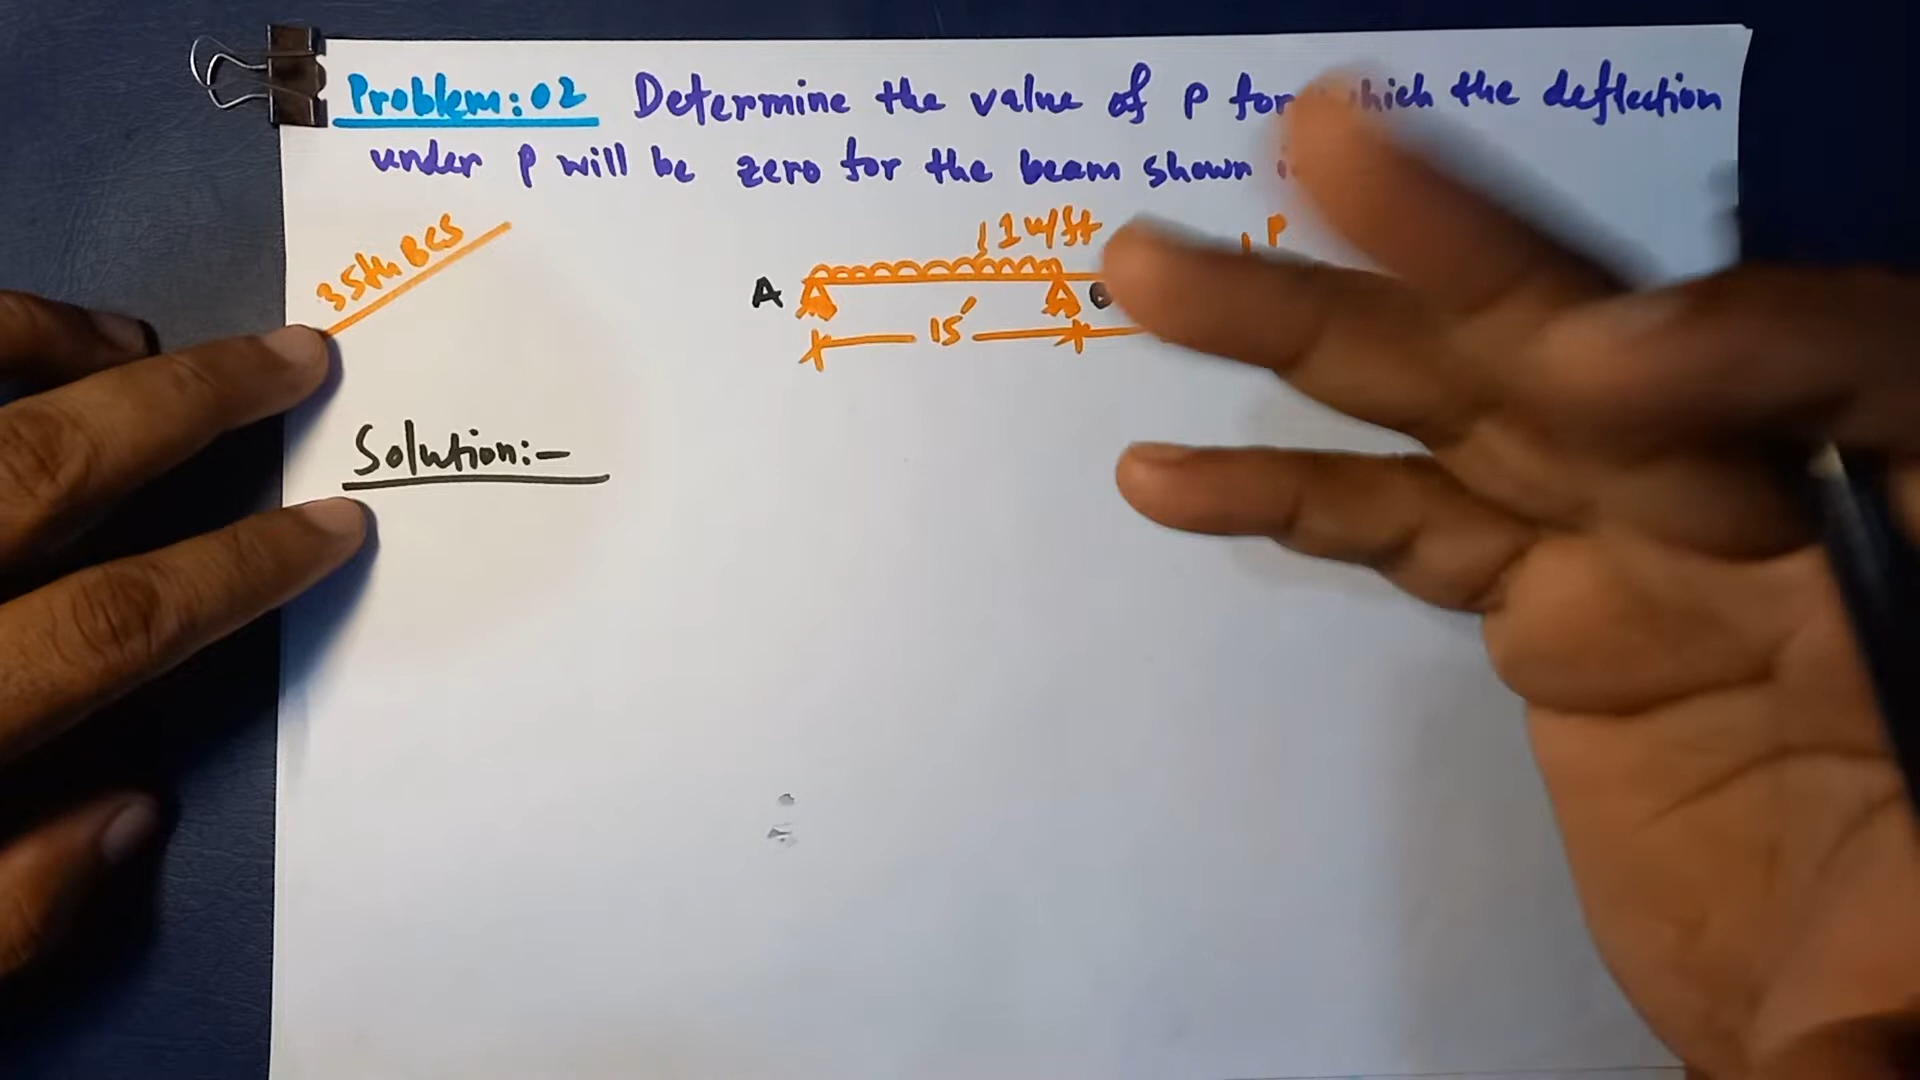 Problem:02 Determine the value of P for which the deflection
under P will be zero for the beam shown
35th BCS
1 k/ft
P
A
15'
Solution:-